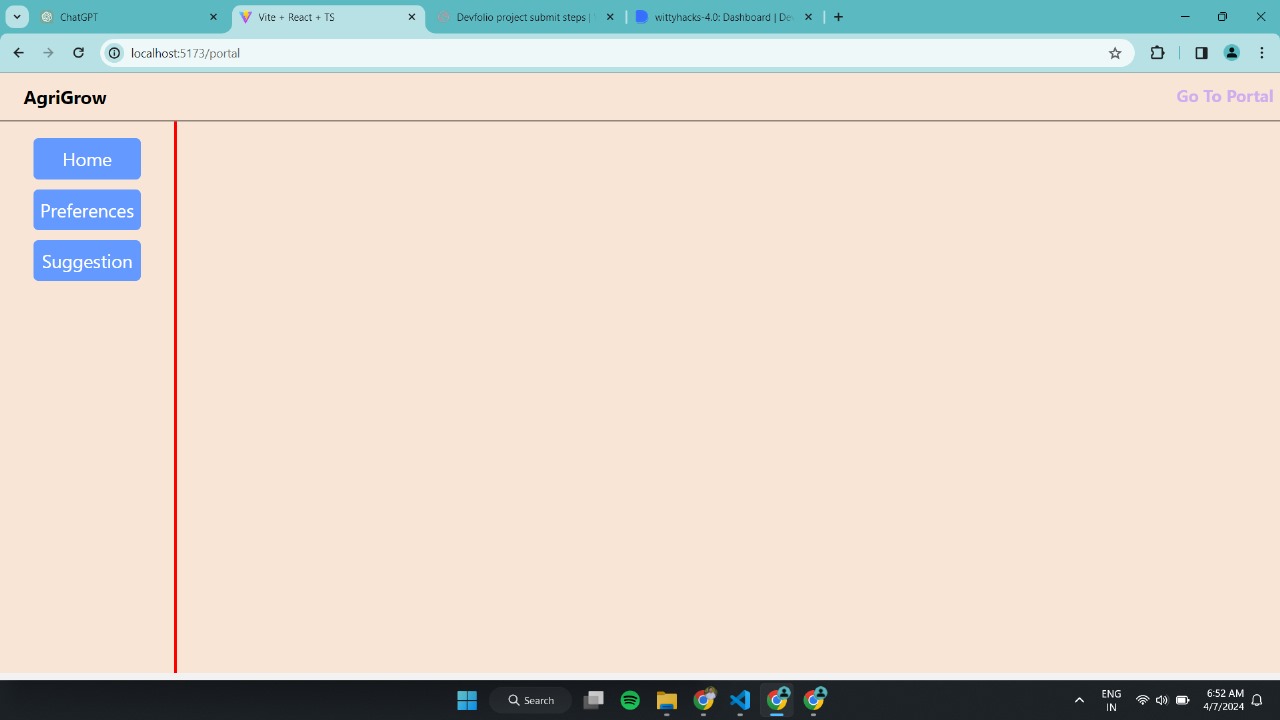 ChatGPT
Vite + React + TS
Devfolio project submit steps |
wittyhacks-4.0: Dashboard | De
localhost:5173/portal
AgriGrow
Go To Portal
Home
Preferences
Suggestion
Search
ENG
IN
6:52 AM
4/7/2024